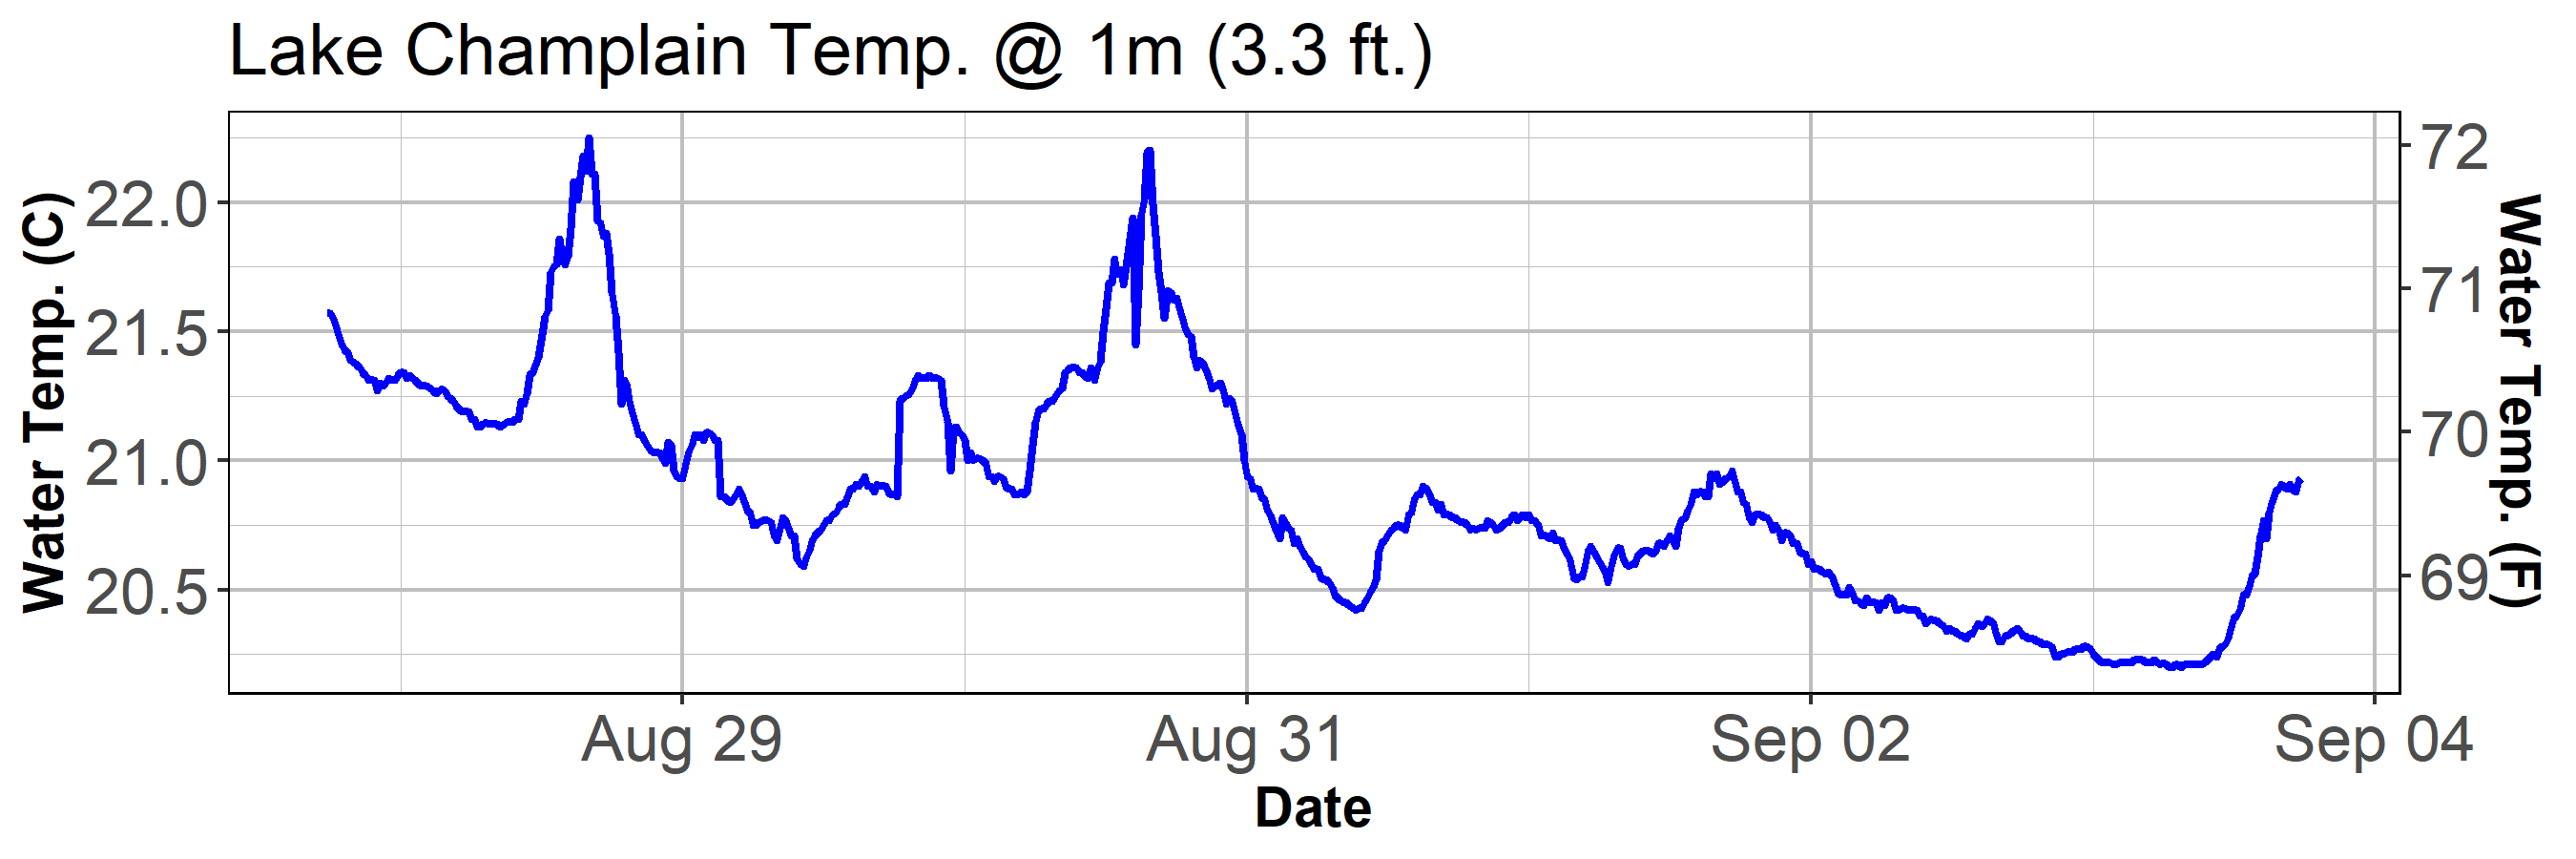 Lake Champlain Temp. @ 1m (3.3 ft.)
Water Temp. (C)
22.0
21.5
21.0
20.5
72
71
70
69
Water Temp. (F)
Aug 29 Aug 31 Sep 02 Sep 04
Date